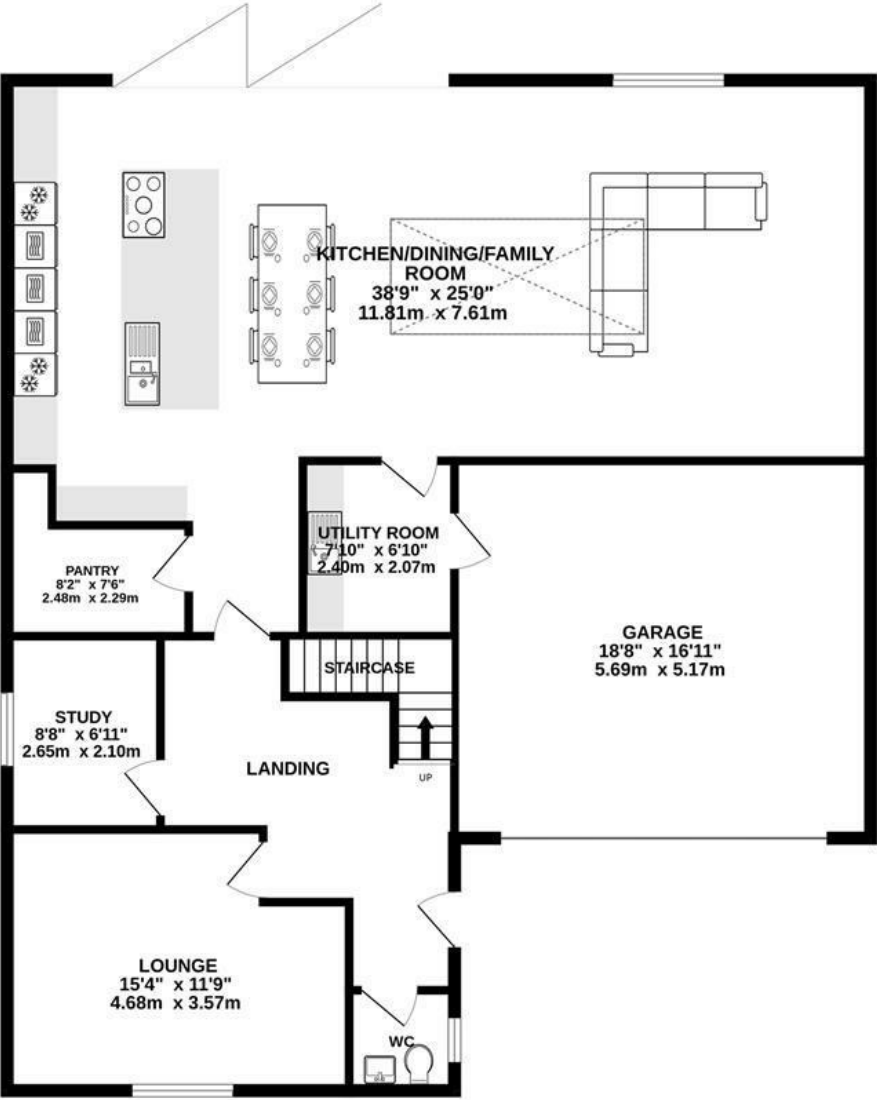 KITCHEN/DINING/FAMILY
ROOM
38'9" x 25'0"
11.81m x 7.61m
UTILITY ROOM
7'10" x 6'10"
2.40m x 2.07m
PANTRY
8'2" x 7'6"
2.48m x 2.29m
GARAGE
18'8" x 16'11"
5.69m x 5.17m
STAIRCASE
STUDY
8'8" x 6'11"
2.65m x 2.10m
LANDING
UP
LOUNGE
15'4" x 11'9"
4.68m x 3.57m
WC